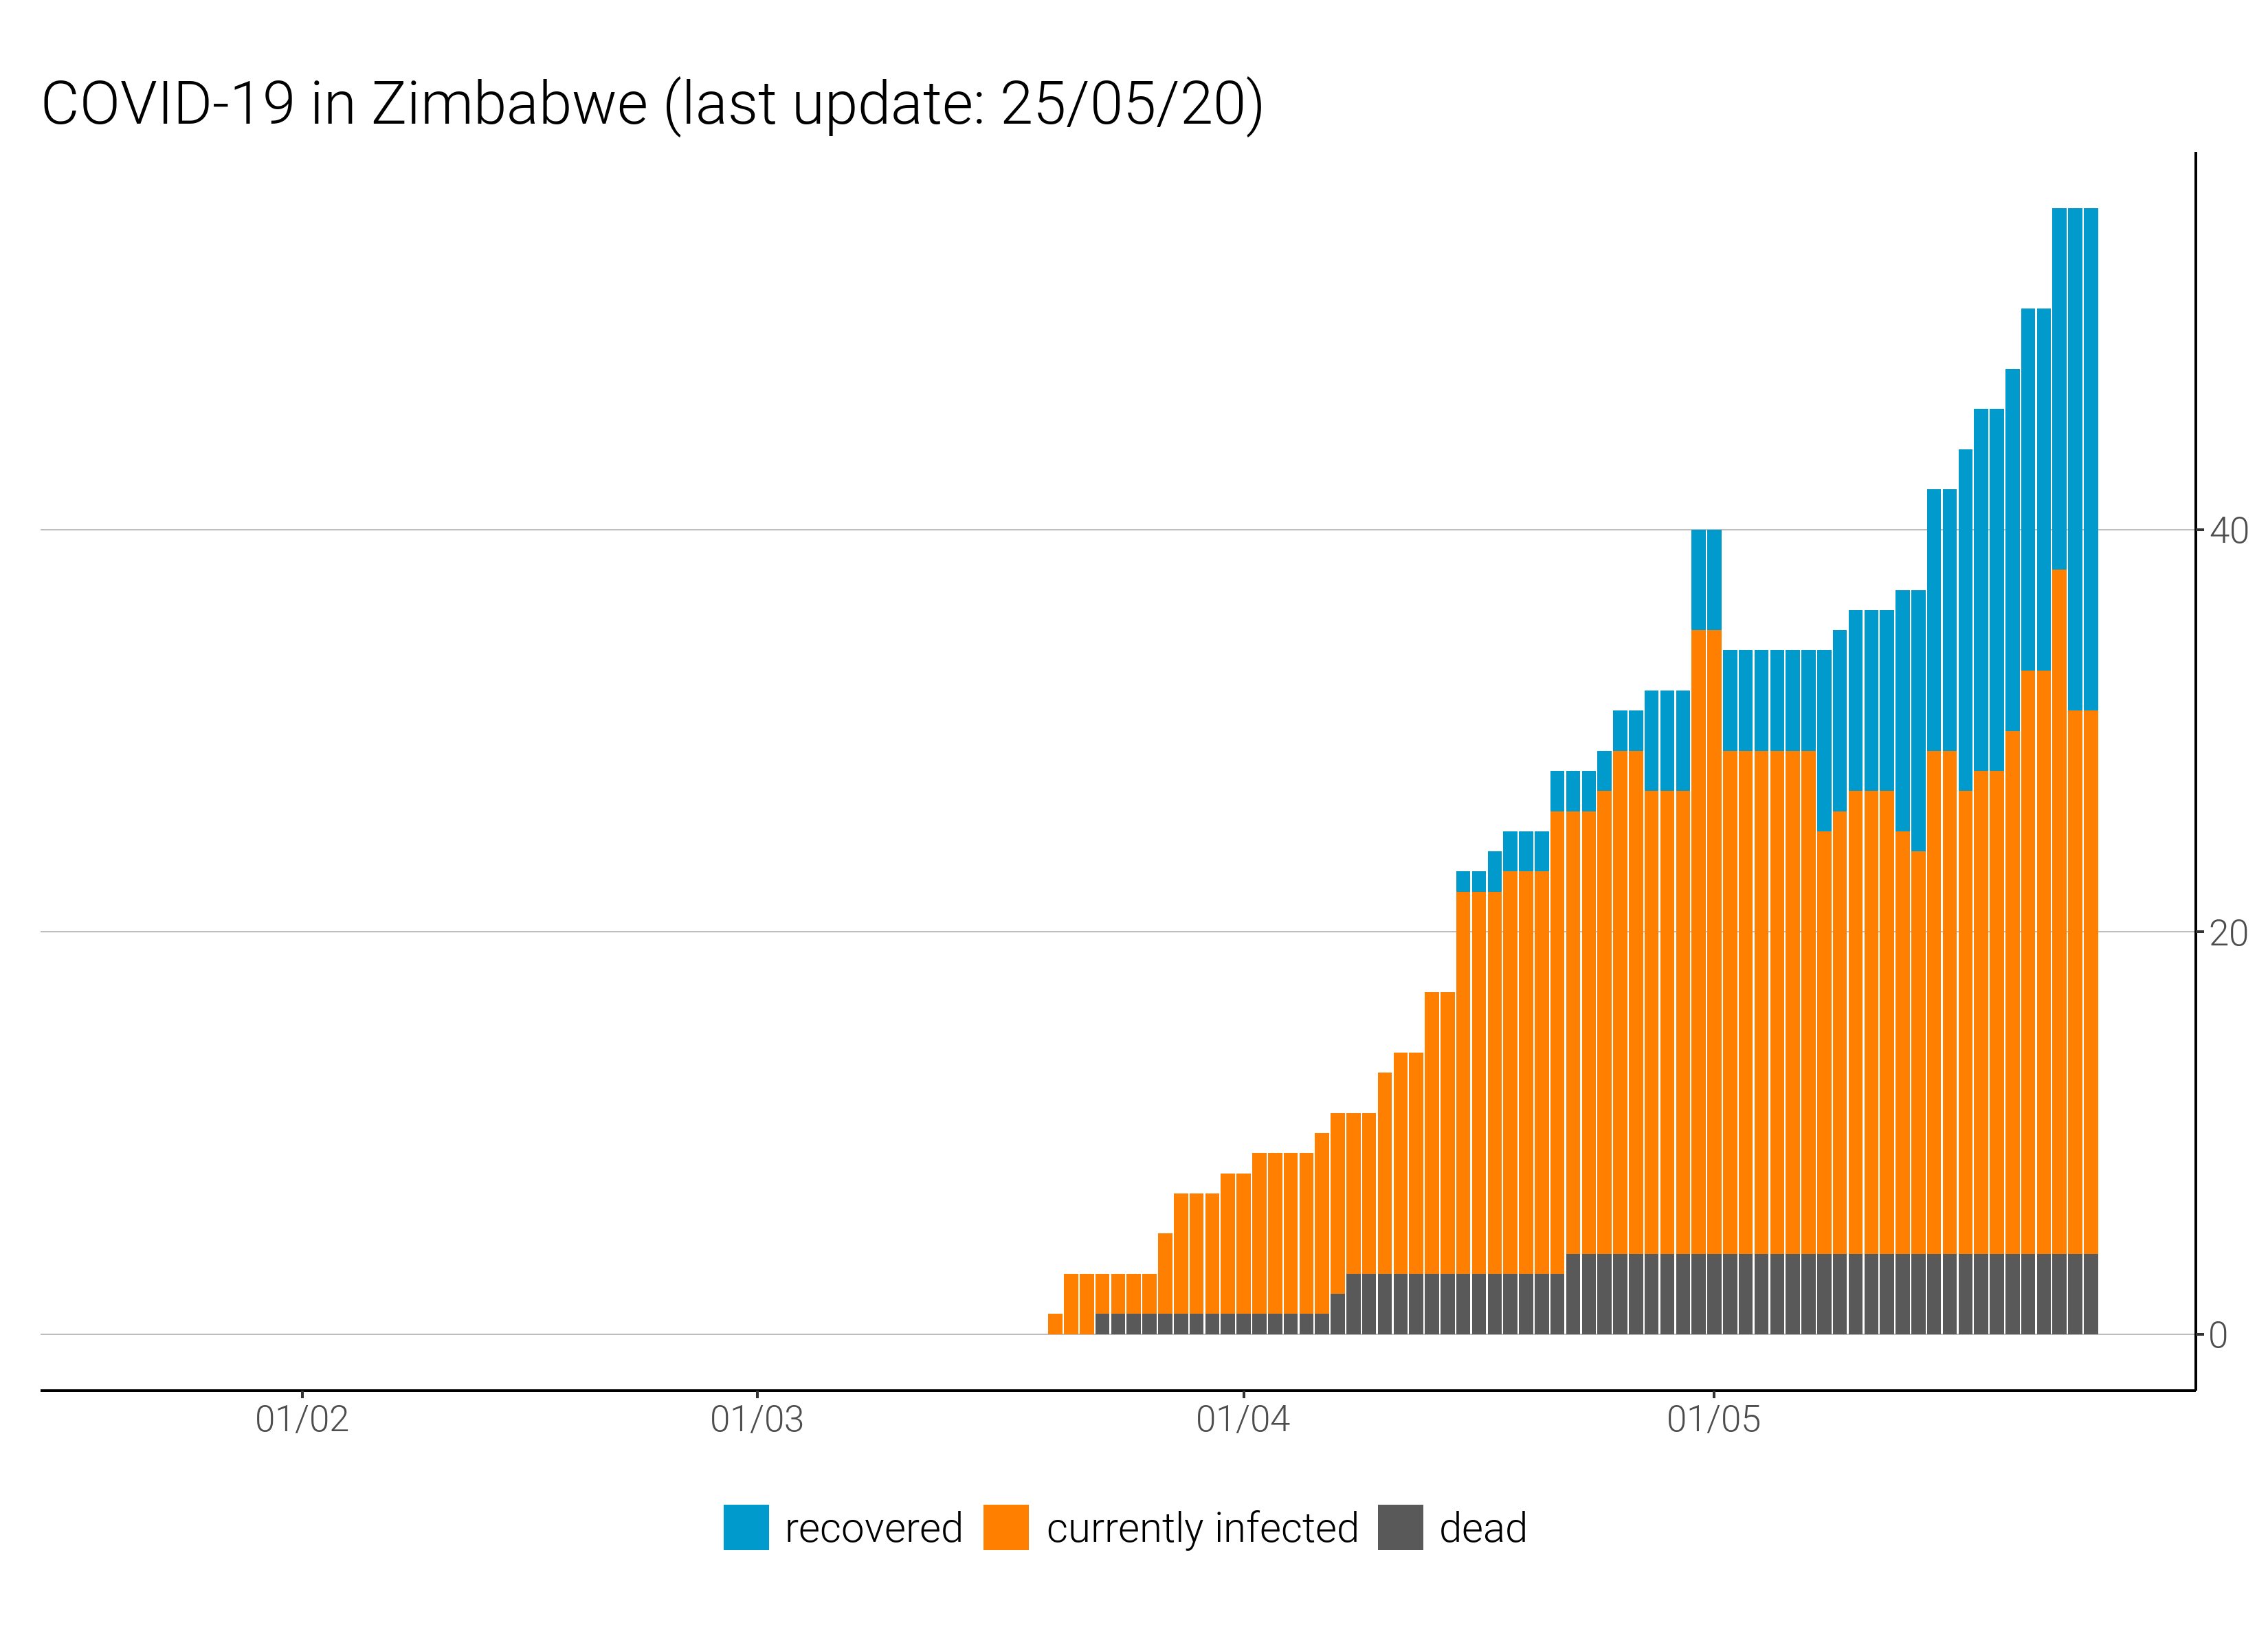 COVID-19 in Zimbabwe (last update: 25/05/20)
40
20
0
01/02 01/03 01/04 01/05
recovered currently infected dead